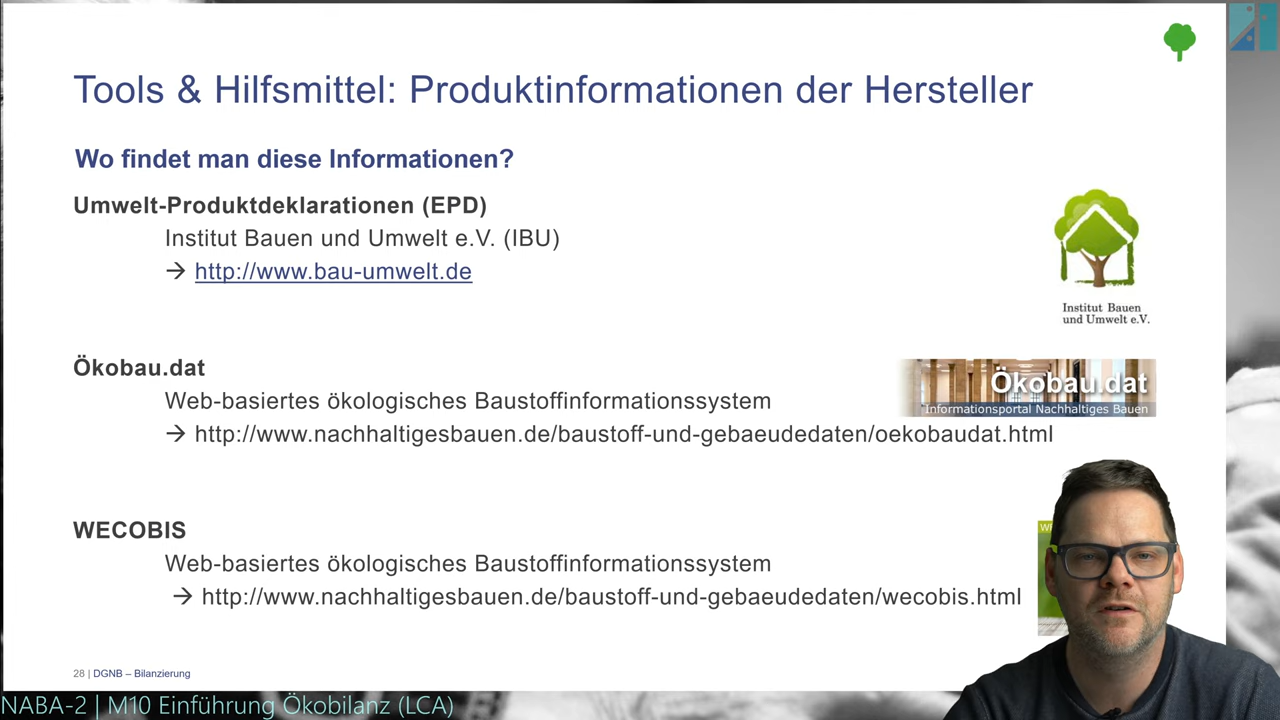 Tools & Hilfsmittel: Produktinformationen der Hersteller
Wo findet man diese Informationen?
Umwelt-Produktdeklarationen (EPD)
Institut Bauen und Umwelt e.V. (IBU)
→ http://www.bau-umwelt.de
Institut Bauen
und Umwelt e.V.
Ökobau.dat
Web-basiertes ökologisches Baustoffinformationssystem
→ http://www.nachhaltigesbauen.de/baustoff-und-gebaeudedaten/oekobaudat.html
Ökobau.dat
Informationsportal Nachhaltiges Bauen
WECOBIS
Web-basiertes ökologisches Baustoffinformationssystem
→ http://www.nachhaltigesbauen.de/baustoff-und-gebaeudedaten/wecobis.html
28 | DGNB – Bilanzierung
NABA-2 | M10 Einführung Ökobilanz (LCA)